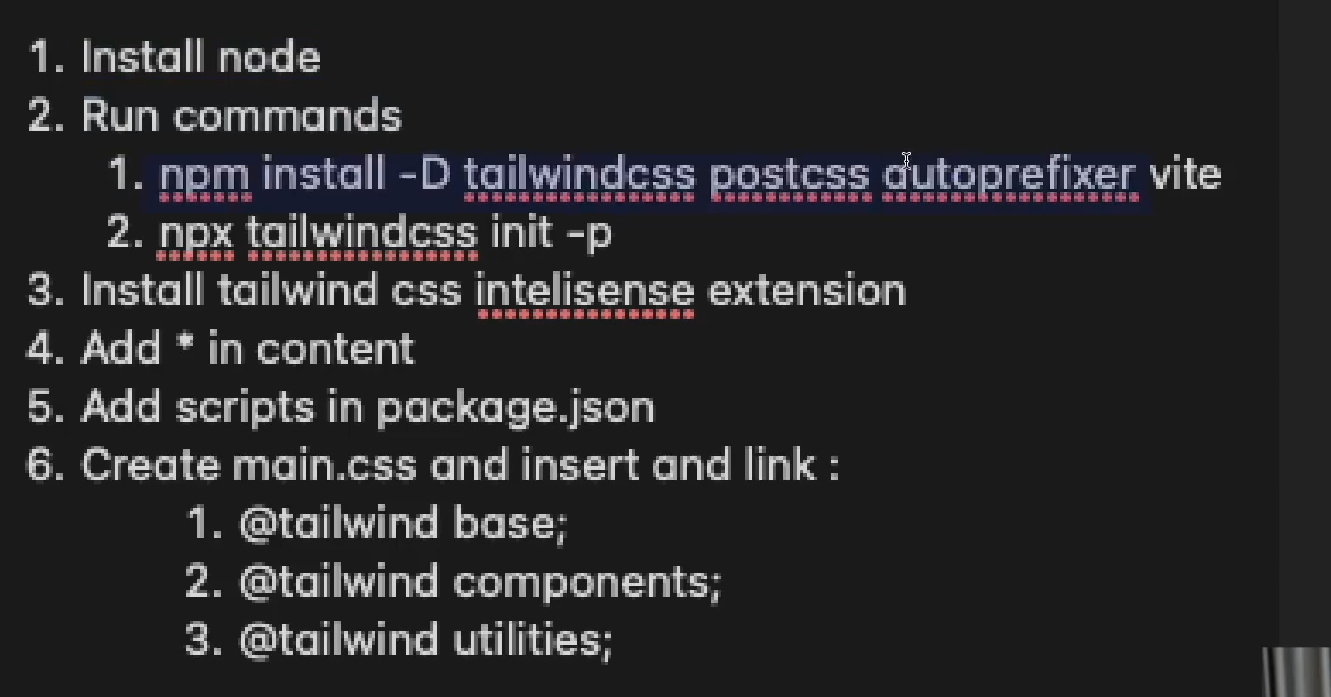 1. Install node
2. Run commands
1. npm install -D tailwindcss postcss autoprefixer vite
2. npx tailwindcss init -p
3. Install tailwind css intelisense extension
4. Add * in content
5. Add scripts in package.json
6. Create main.css and insert and link :
1. @tailwind base;
2. @tailwind components;
3. @tailwind utilities;